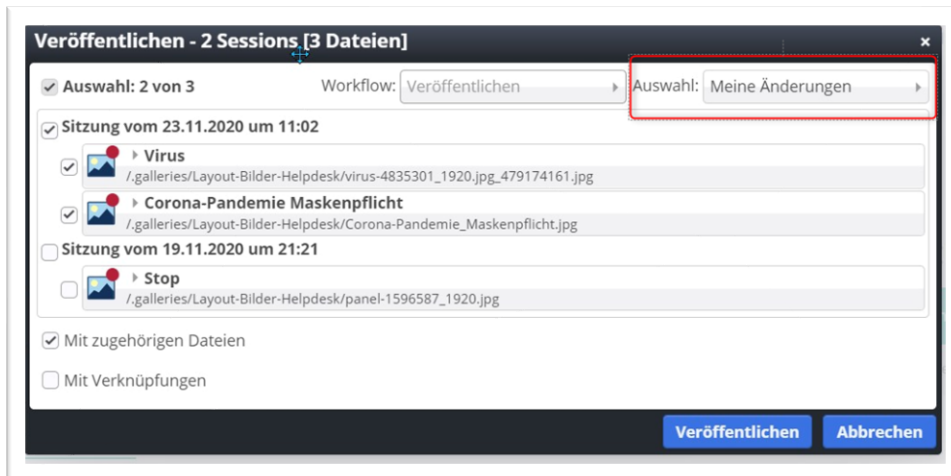 Veröffentlichen - 2 Sessions [3 Dateien]
Auswahl: 2 von 3 Workflow: Veröffentlichen Auswahl: Meine Änderungen
Sitzung vom 23.11.2020 um 11:02
Virus
/.galleries/Layout-Bilder-Helpdesk/virus-4835301_1920.jpg_479174161.jpg
Corona-Pandemie Maskenpflicht
/.galleries/Layout-Bilder-Helpdesk/Corona-Pandemie_Maskenpflicht.jpg
Sitzung vom 19.11.2020 um 21:21
Stop
/.galleries/Layout-Bilder-Helpdesk/panel-1596587_1920.jpg
Mit zugehörigen Dateien
Mit Verknüpfungen
Veröffentlichen Abbrechen